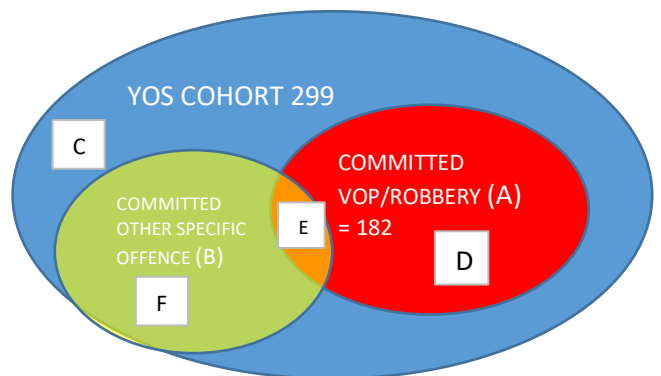 YOS COHORT 299
C
COMMITTED
VOP/ROBBERY (A)
= 182
COMMITTED
OTHER SPECIFIC
OFFENCE (B)
E
D
F